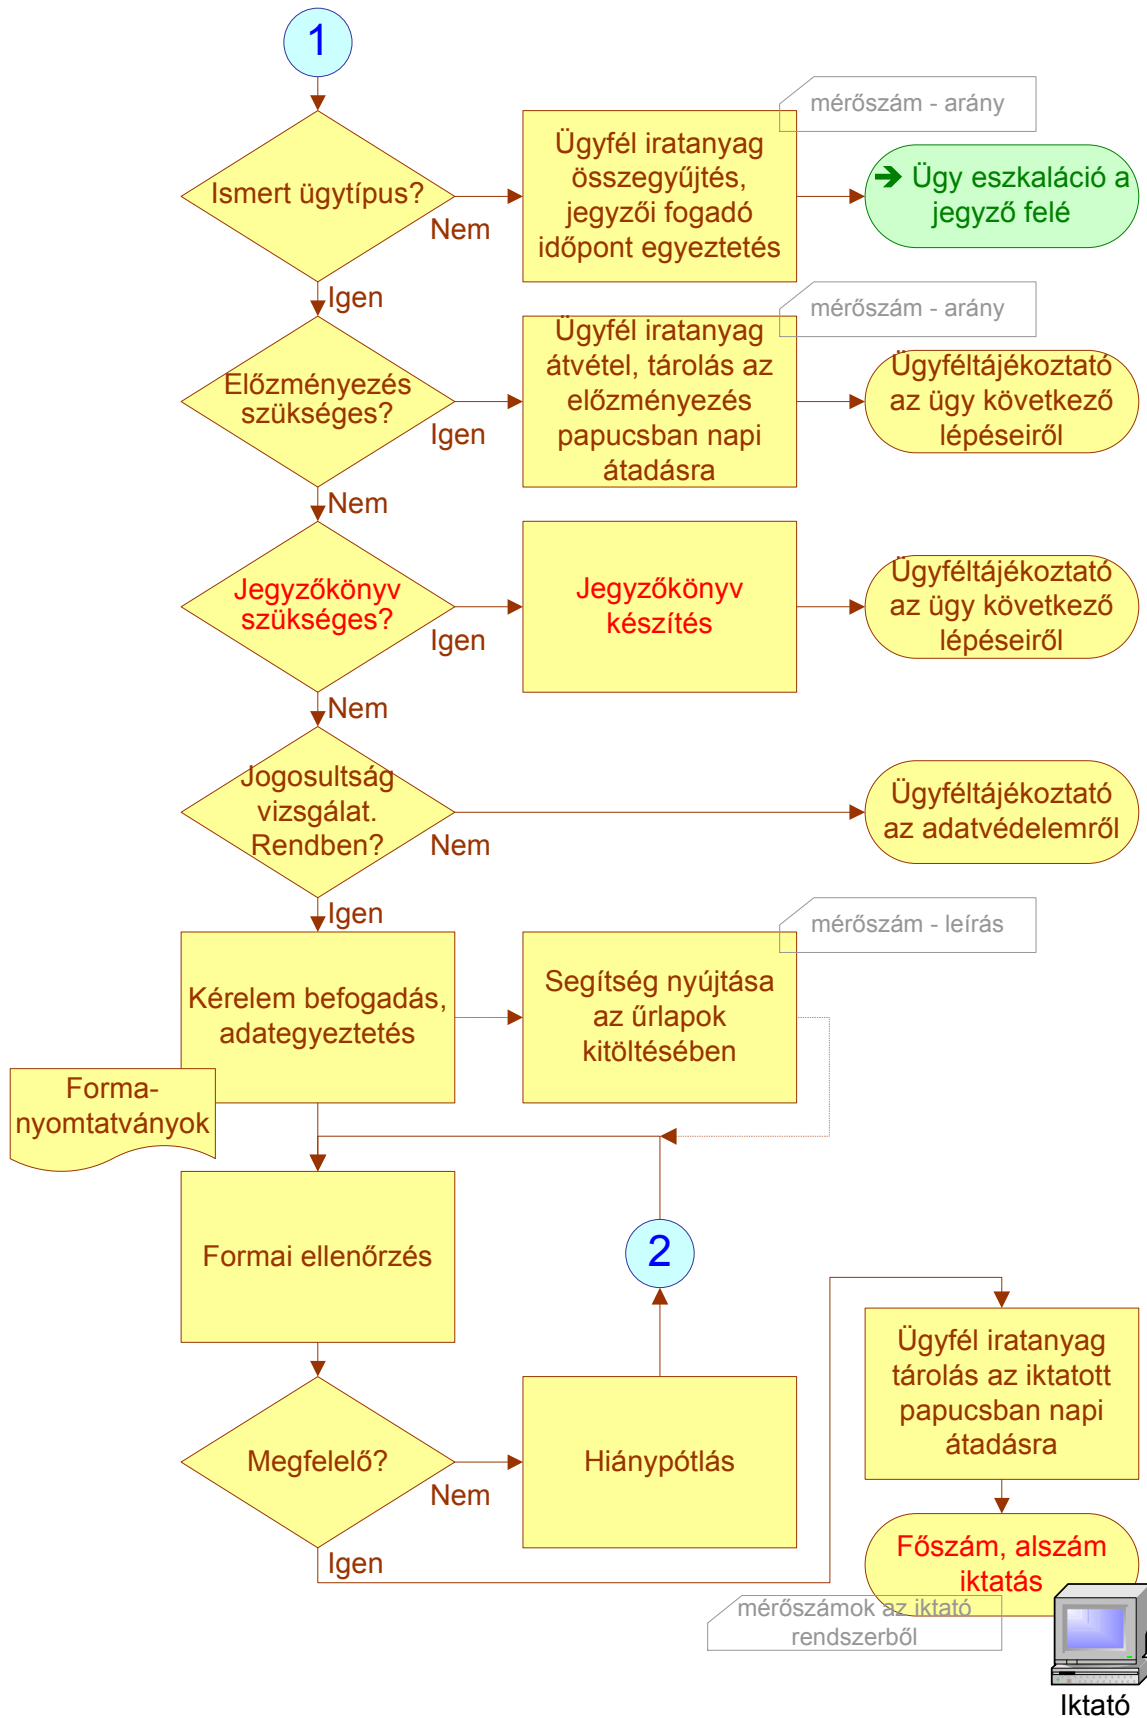 1
mérőszám - arány
Ismert ügytípus?
Nem
Ügyfél iratanyag
összegyűjtés,
jegyzői fogadó
időpont egyeztetés
➔ Ügy eszkaláció a
jegyző felé
Igen
mérőszám - arány
Előzményezés
szükséges?
Igen
Ügyfél iratanyag
átvétel, tárolás az
előzményezés
papucsban napi
átadásra
Ügyféltájékoztató
az ügy következő
lépéseiről
Nem
Jegyzőkönyv
szükséges?
Igen
Jegyzőkönyv
készítés
Ügyféltájékoztató
az ügy következő
lépéseiről
Nem
Jogosultság
vizsgálat.
Rendben?
Nem
Ügyféltájékoztató
az adatvédelemről
Igen
mérőszám - leírás
Kérelem befogadás,
adategyeztetés
Segítség nyújtása
az űrlapok
kitöltésében
Forma-
nyomtatványok
Formai ellenőrzés
2
Ügyfél iratanyag
tárolás az iktatott
papucsban napi
átadásra
Megfelelő?
Nem
Hiánypótlás
Igen
Főszám, alszám
iktatás
mérőszámok az iktató
rendszerből
Iktató